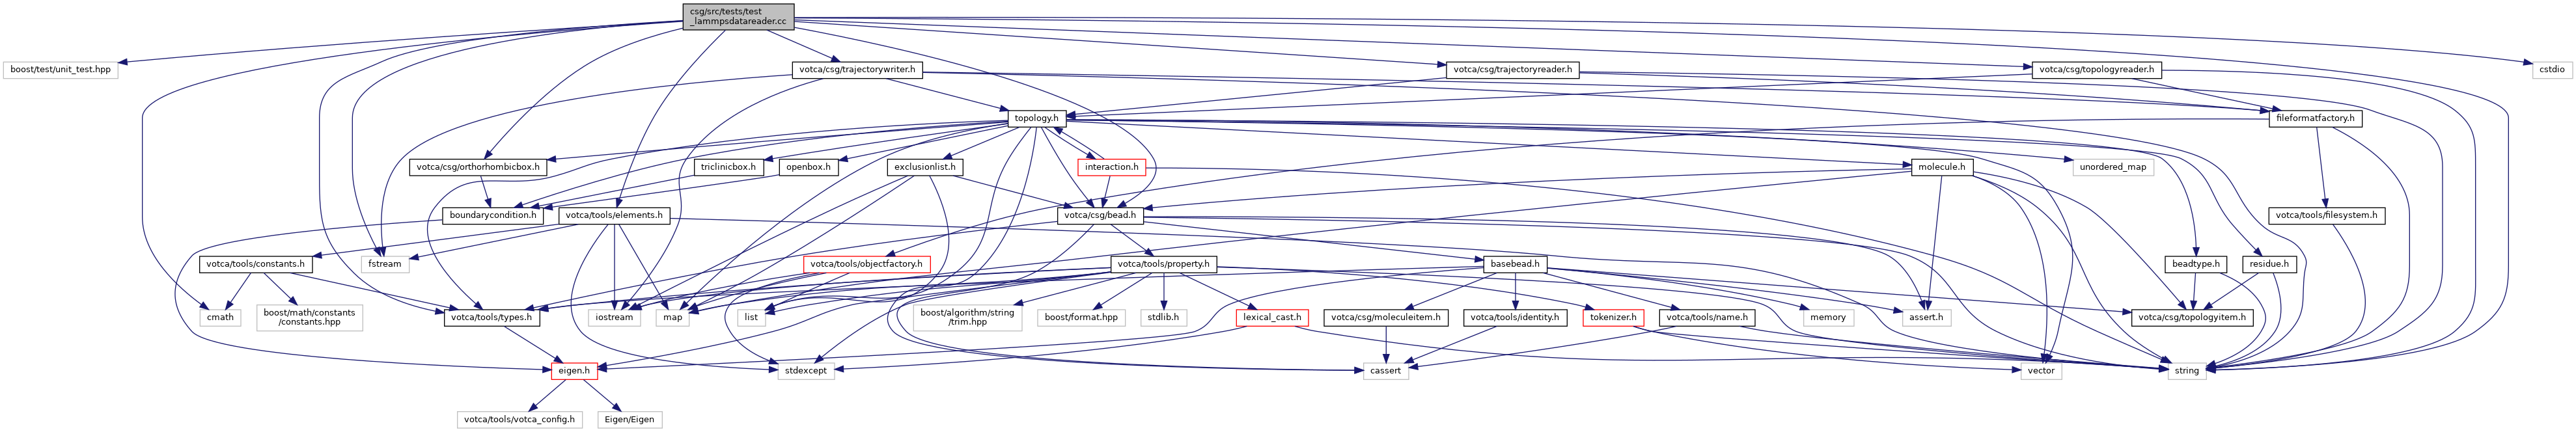 csg/src/tests/test
_lammpsdatareader.cc
boost/test/unit_test.hpp
votca/csg/trajectorywriter.h
votca/csg/trajectoryreader.h
votca/csg/topologyreader.h
cstdio
topology.h
fileformatfactory.h
votca/csg/orthorhombicbox.h
triclinicbox.h
openbox.h
exclusionlist.h
interaction.h
molecule.h
unordered_map
boundarycondition.h
votca/tools/elements.h
votca/csg/bead.h
votca/tools/filesystem.h
votca/tools/constants.h
fstream
votca/tools/objectfactory.h
votca/tools/property.h
basebead.h
beadtype.h
residue.h
cmath
boost/math/constants
/constants.hpp
votca/tools/types.h
iostream
map
list
boost/algorithm/string
/trim.hpp
boost/format.hpp
stdlib.h
lexical_cast.h
votca/csg/moleculeitem.h
votca/tools/identity.h
tokenizer.h
votca/tools/name.h
memory
assert.h
votca/csg/topologyitem.h
eigen.h
stdexcept
cassert
vector
string
votca/tools/votca_config.h
Eigen/Eigen